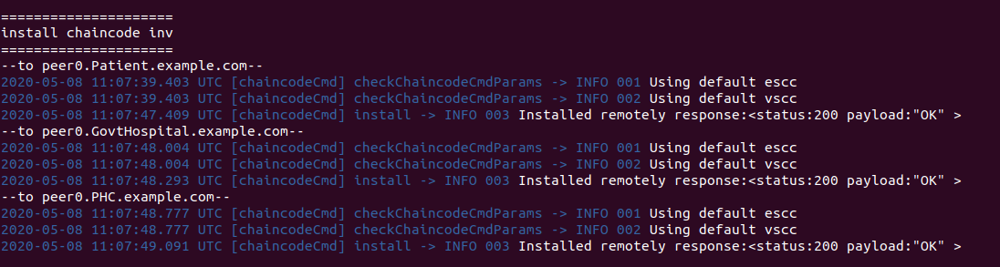 =====================
install chaincode inv
=====================
--to peer0.Patient.example.com--
2020-05-08 11:07:39.403 UTC [chaincodeCmd] checkChaincodeCmdParams -> INFO 001 Using default escc
2020-05-08 11:07:39.403 UTC [chaincodeCmd] checkChaincodeCmdParams -> INFO 002 Using default vscc
2020-05-08 11:07:47.409 UTC [chaincodeCmd] install -> INFO 003 Installed remotely response:<status:200 payload:"OK" >
--to peer0.GovtHospital.example.com--
2020-05-08 11:07:48.004 UTC [chaincodeCmd] checkChaincodeCmdParams -> INFO 001 Using default escc
2020-05-08 11:07:48.004 UTC [chaincodeCmd] checkChaincodeCmdParams -> INFO 002 Using default vscc
2020-05-08 11:07:48.293 UTC [chaincodeCmd] install -> INFO 003 Installed remotely response:<status:200 payload:"OK" >
--to peer0.PHC.example.com--
2020-05-08 11:07:48.777 UTC [chaincodeCmd] checkChaincodeCmdParams -> INFO 001 Using default escc
2020-05-08 11:07:48.777 UTC [chaincodeCmd] checkChaincodeCmdParams -> INFO 002 Using default vscc
2020-05-08 11:07:49.091 UTC [chaincodeCmd] install -> INFO 003 Installed remotely response:<status:200 payload:"OK" >